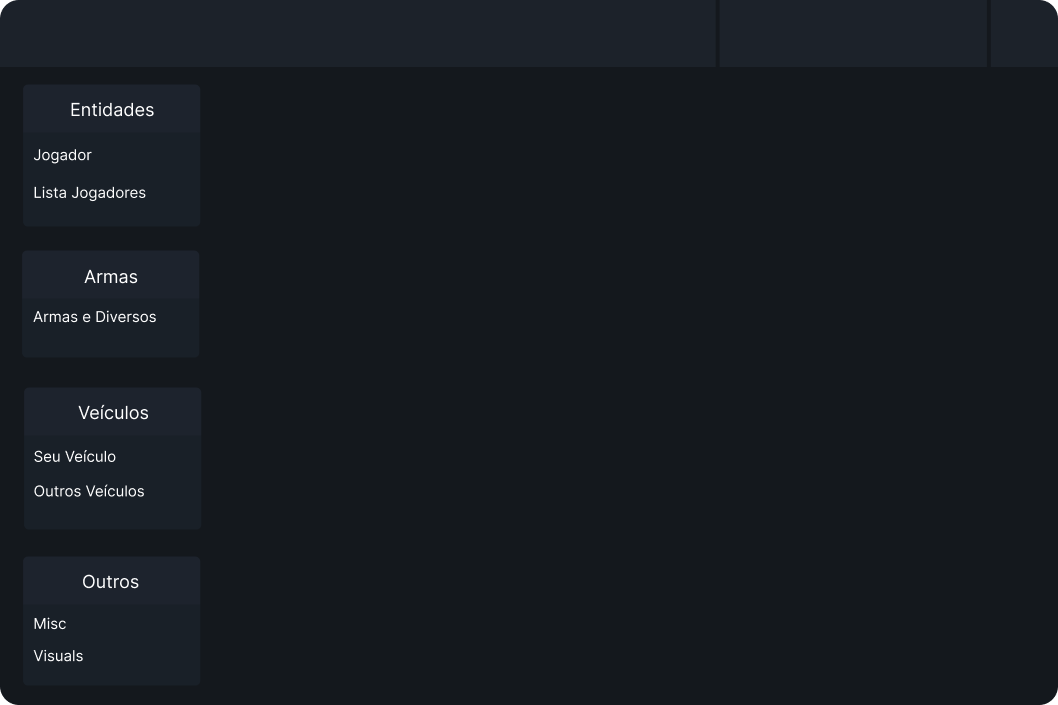 Entidades
Jogador
Lista Jogadores
Armas
Armas e Diversos
Veículos
Seu Veículo
Outros Veículos
Outros
Misc
Visuals